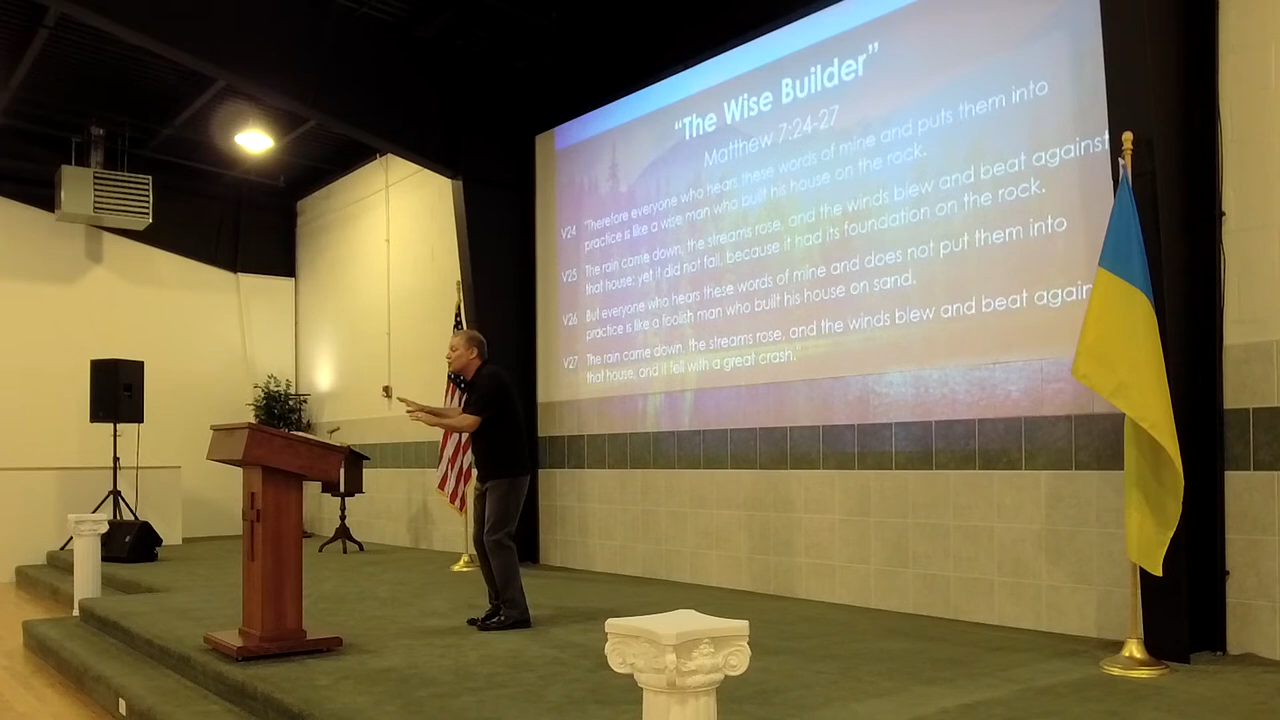 "The Wise Builder"
Matthew 7:24-27
V24 "Therefore everyone who hears these words of mine and puts them into
practice is like a wise man who built his house on the rock.
V25 The rain came down, the streams rose, and the winds blew and beat against
that house; yet it did not fall, because it had its foundation on the rock.
V26 But everyone who hears these words of mine and does not put them into
practice is like a foolish man who built his house on sand.
V27 The rain came down, the streams rose, and the winds blew and beat again
that house, and it fell with a great crash."